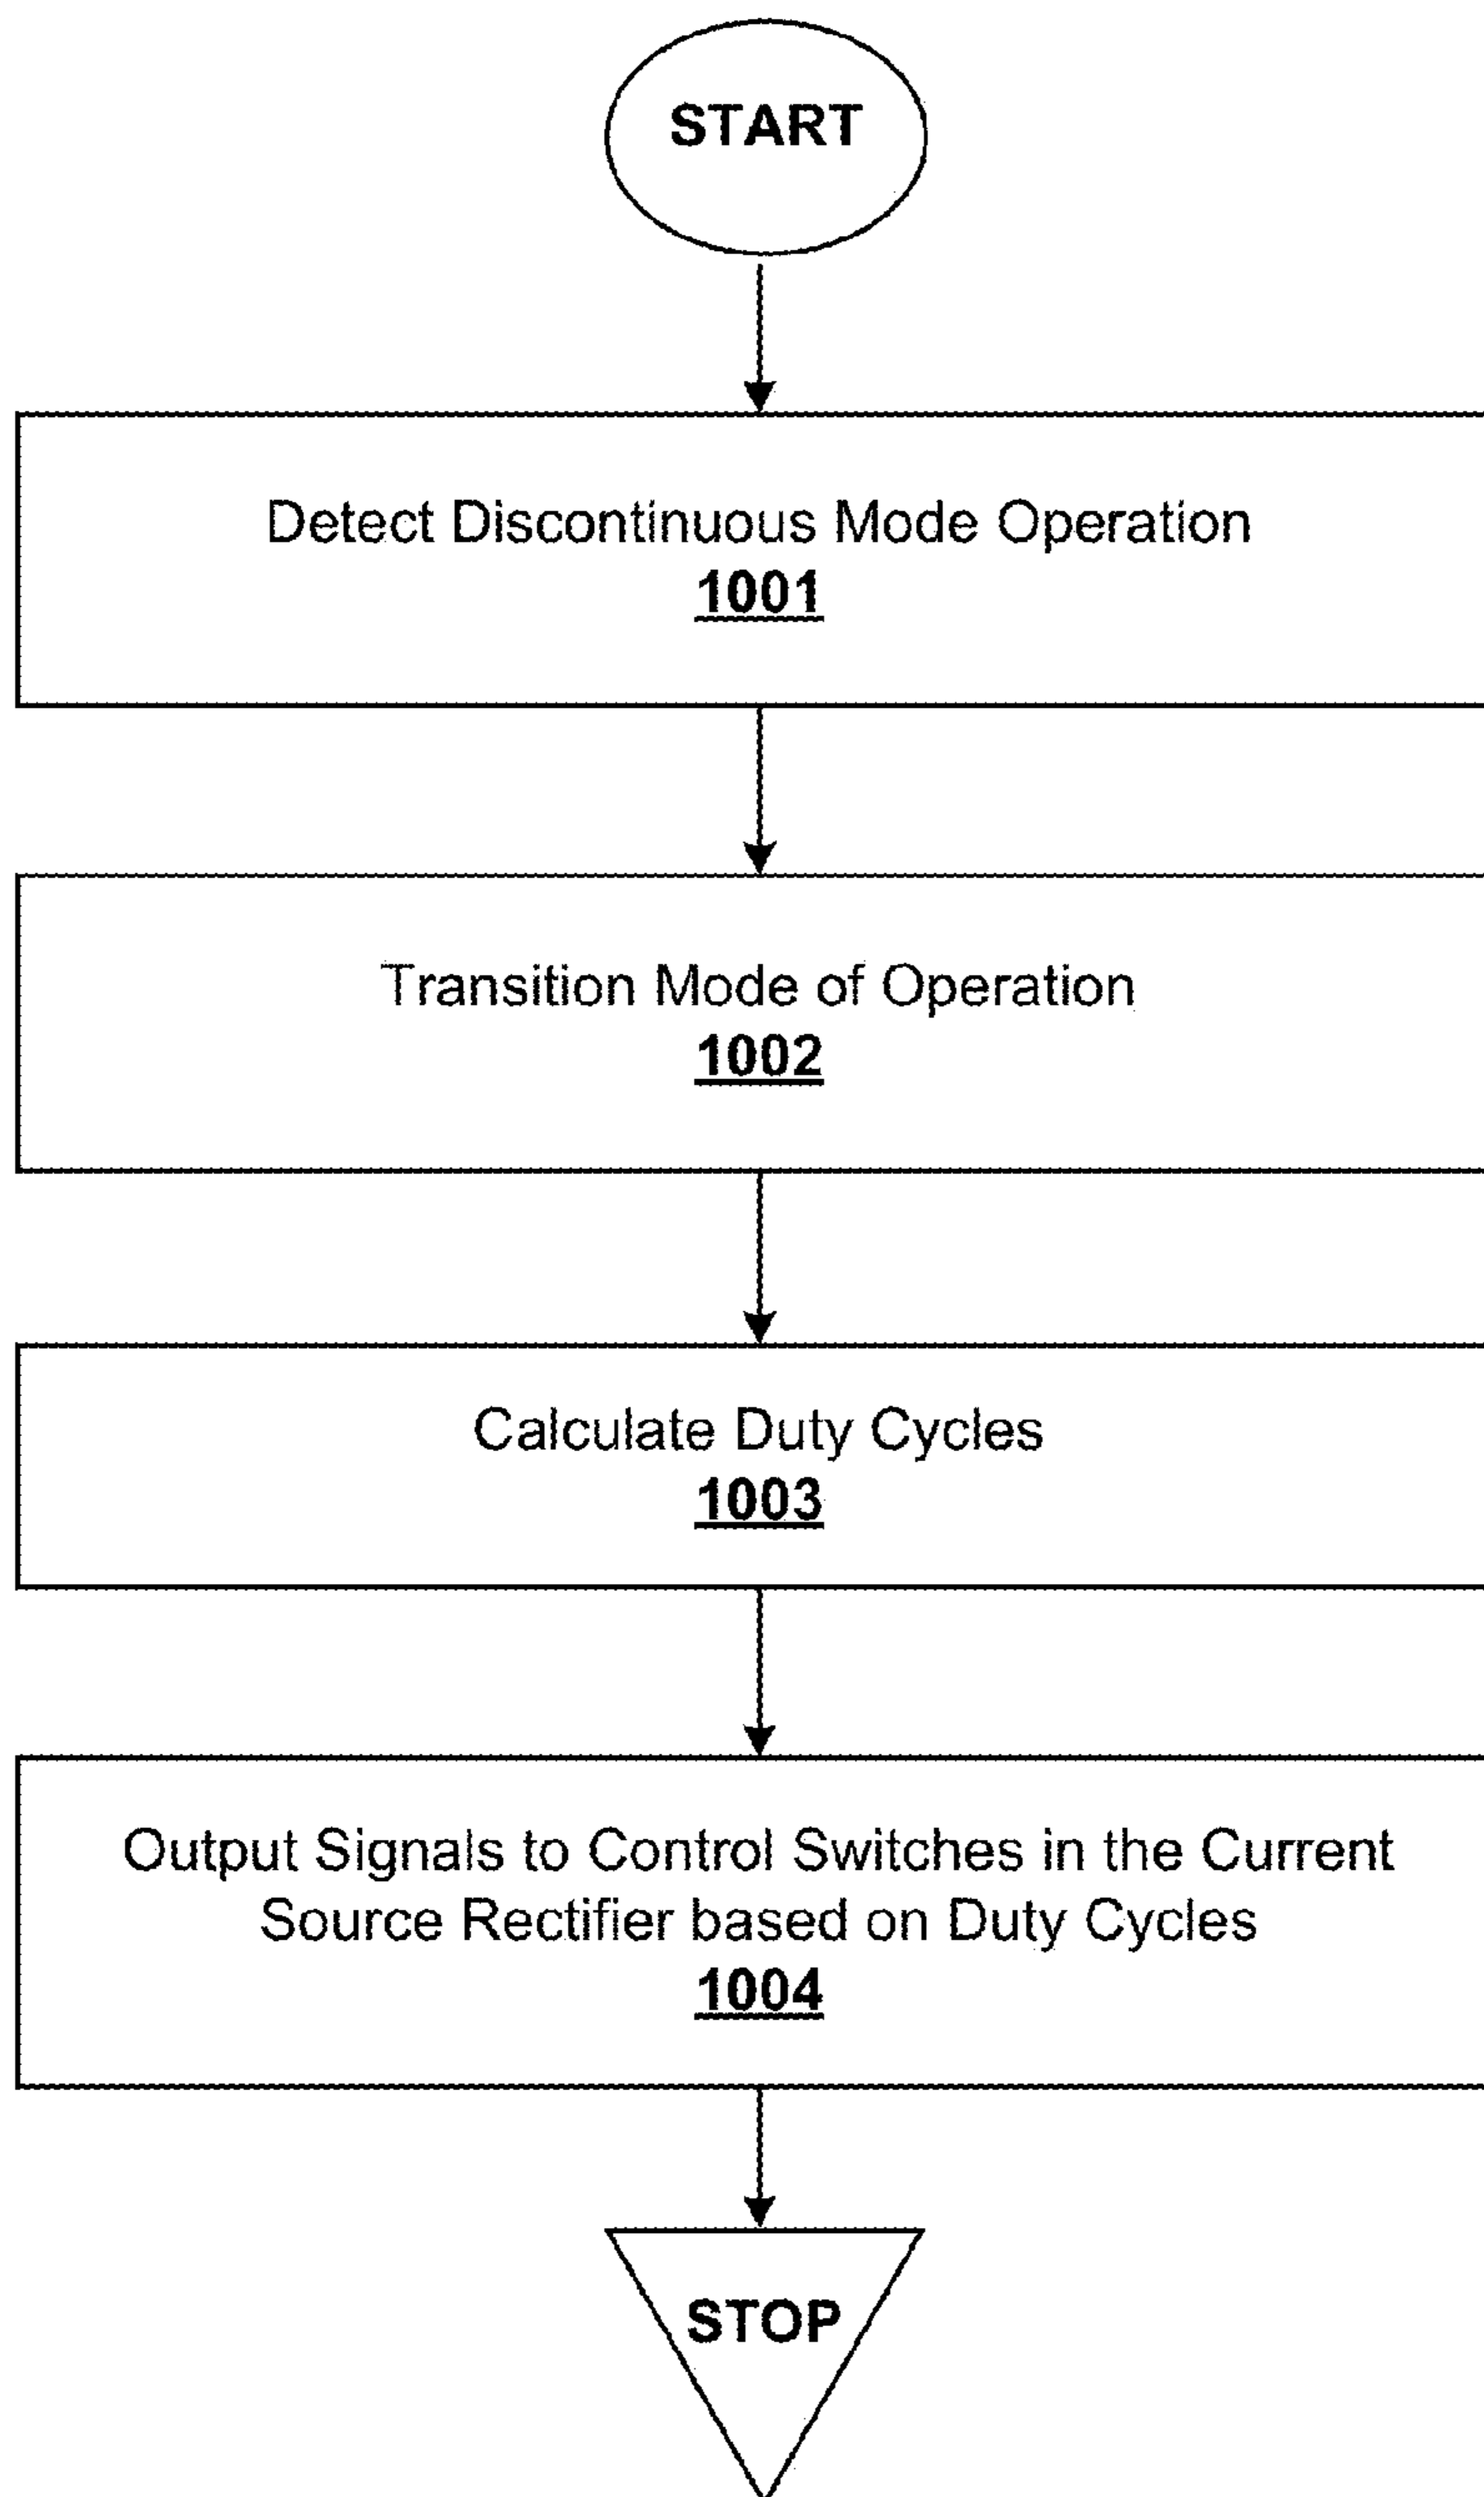 START
Detect Discontinuous Mode Operation
1001
Transition Mode of Operation
1002
Calculate Duty Cycles
1003
Output Signals to Control Switches in the Current
Source Rectifier based on Duty Cycles
1004
STOP